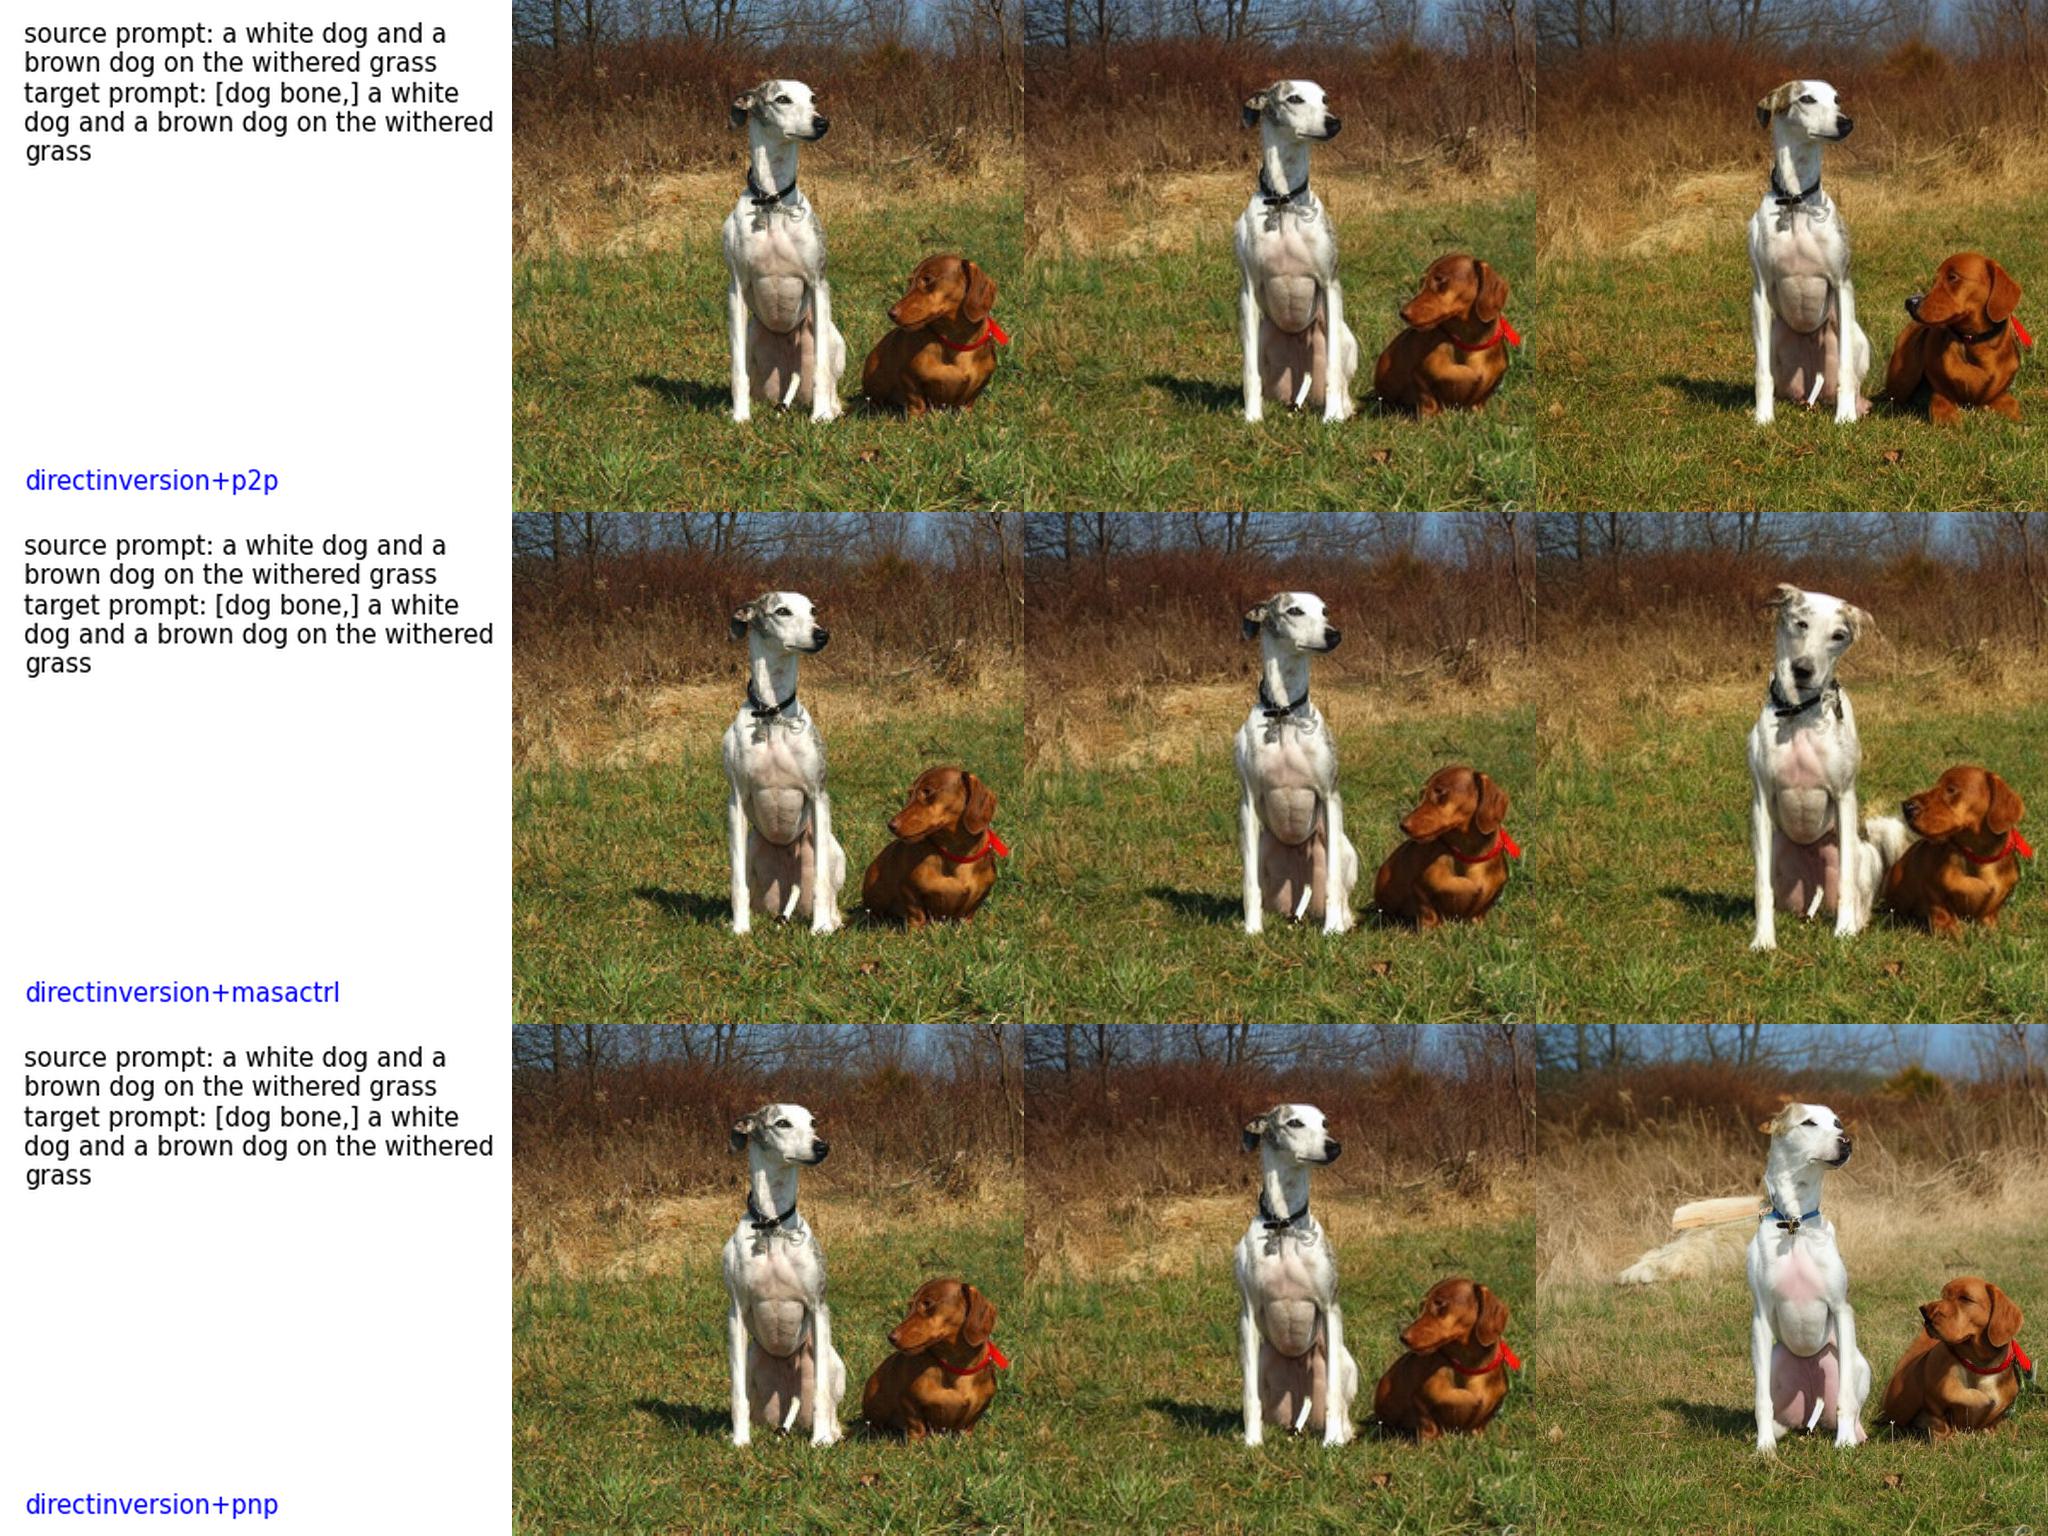 source prompt: a white dog and a
brown dog on the withered grass
target prompt: [dog bone,] a white
dog and a brown dog on the withered
grass
directinversion+p2p
source prompt: a white dog and a
brown dog on the withered grass
target prompt: [dog bone,] a white
dog and a brown dog on the withered
grass
directinversion+masactrl
source prompt: a white dog and a
brown dog on the withered grass
target prompt: [dog bone,] a white
dog and a brown dog on the withered
grass
directinversion+pnp